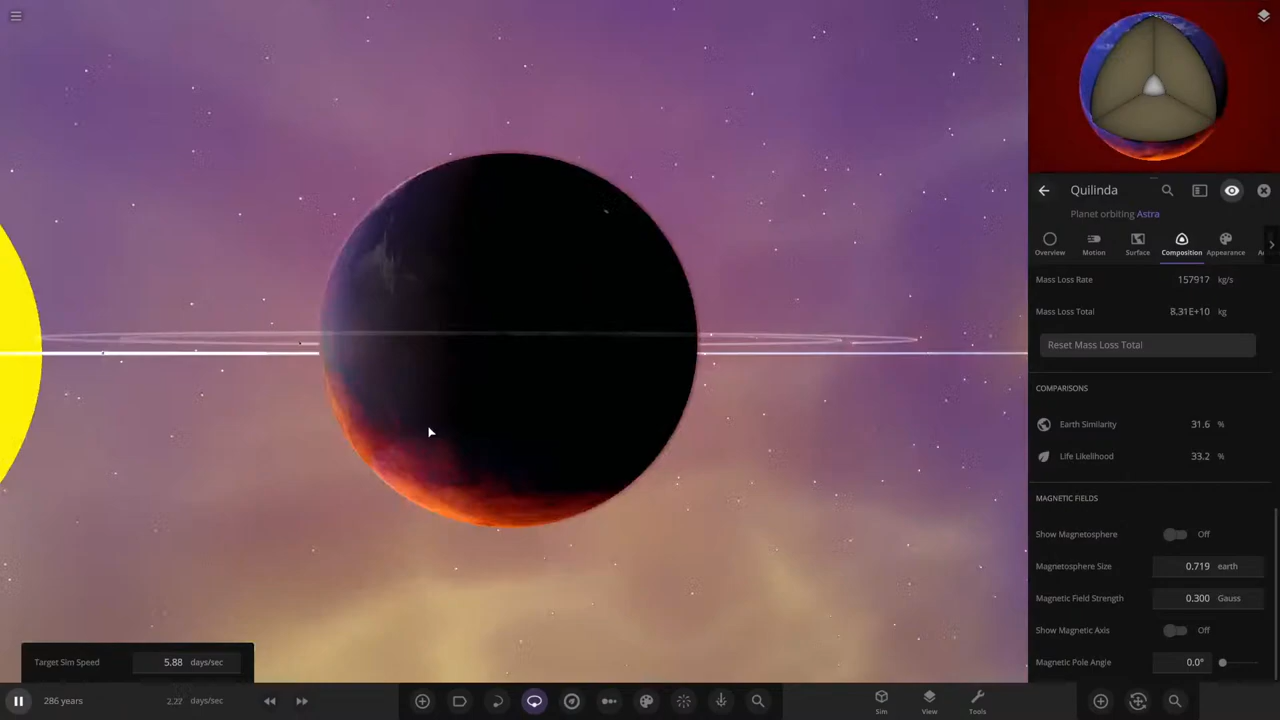 Quilinda
Planet orbiting Astra
Overview Motion Surface Composition Appearance
Mass Loss Rate 157917 kg/s
Mass Loss Total 8.31E+10 kg
Reset Mass Loss Total
COMPARISONS
Earth Similarity 31.6 %
Life Likelihood 33.2 %
MAGNETIC FIELDS
Show Magnetosphere Off
Magnetosphere Size 0.719 earth
Magnetic Field Strength 0.300 Gauss
Show Magnetic Axis Off
Magnetic Pole Angle 0.0°
Target Sim Speed 5.88 days/sec
286 years 2.27 days/sec
Sim View Tools